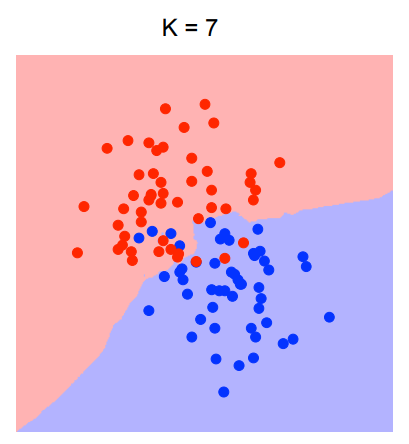 K = 7